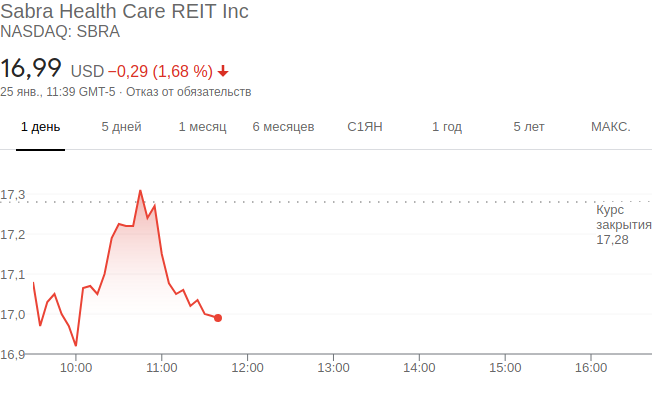 Sabra Health Care REIT Inc
NASDAQ: SBRA
16,99 USD −0,29 (1,68 %)
25 янв., 11:39 GMT-5 · Отказ от обязательств
1 день 5 дней 1 месяц 6 месяцев С1ЯН 1 год 5 лет МАКС.
17,3
Курс
закрытия
17,28
17,2
17,1
17,0
16,9
10:00 11:00 12:00 13:00 14:00 15:00 16:00